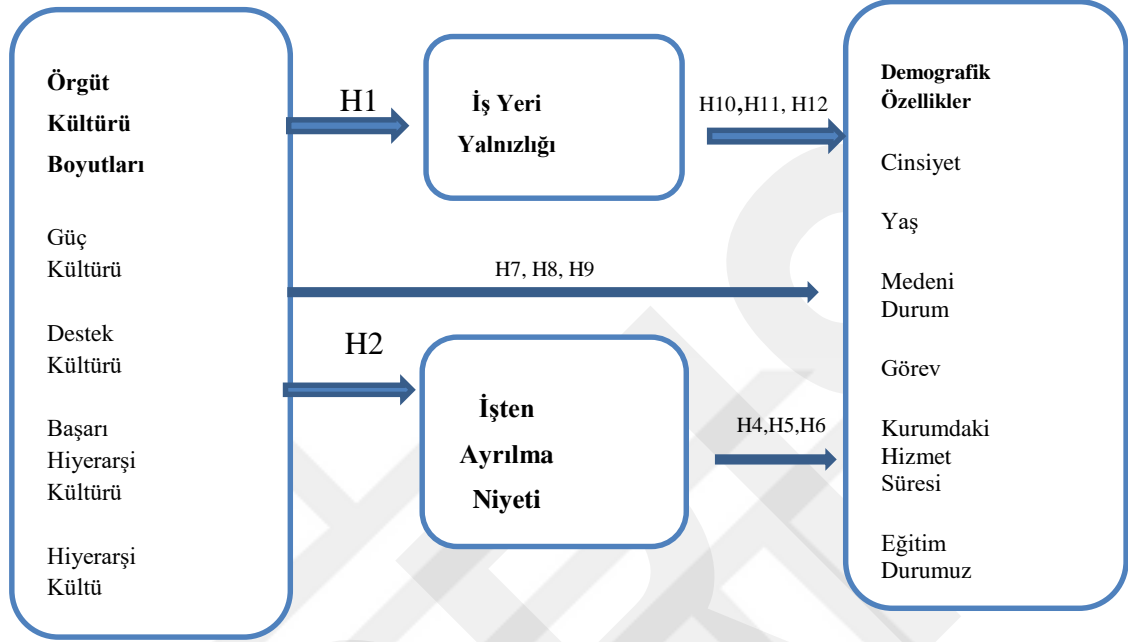 Örgüt
Kültürü
Boyutları
Güç
Kültürü
Destek
Kültürü
Başarı
Hiyerarşi
Kültürü
Hiyerarşi
Kültü
H1
İş Yeri
Yalnızlığı
H10,H11, H12
H7, H8, H9
H2
İşten
Ayrılma
Niyeti
H4,H5,H6
Demografik
Özellikler
Cinsiyet
Yaş
Medeni
Durum
Görev
Kurumdaki
Hizmet
Süresi
Eğitim
Durumuz